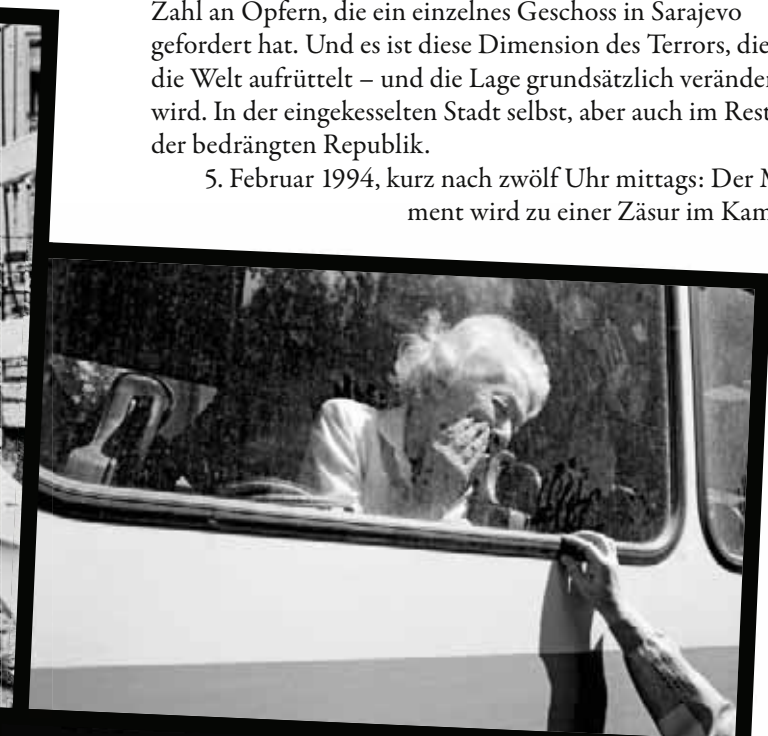 Zahl an Opfern, die ein einzelnes Geschoss in Sarajevo
gefordert hat. Und es ist diese Dimension des Terrors, die
die Welt aufrüttelt – und die Lage grundsätzlich
wird. In der eingekesselten Stadt selbst, aber auch im Rest
der bedrängten Republik.
5. Februar 1994, kurz nach zwölf Uhr mittags: Der
ment wird zu einer Zäsur im